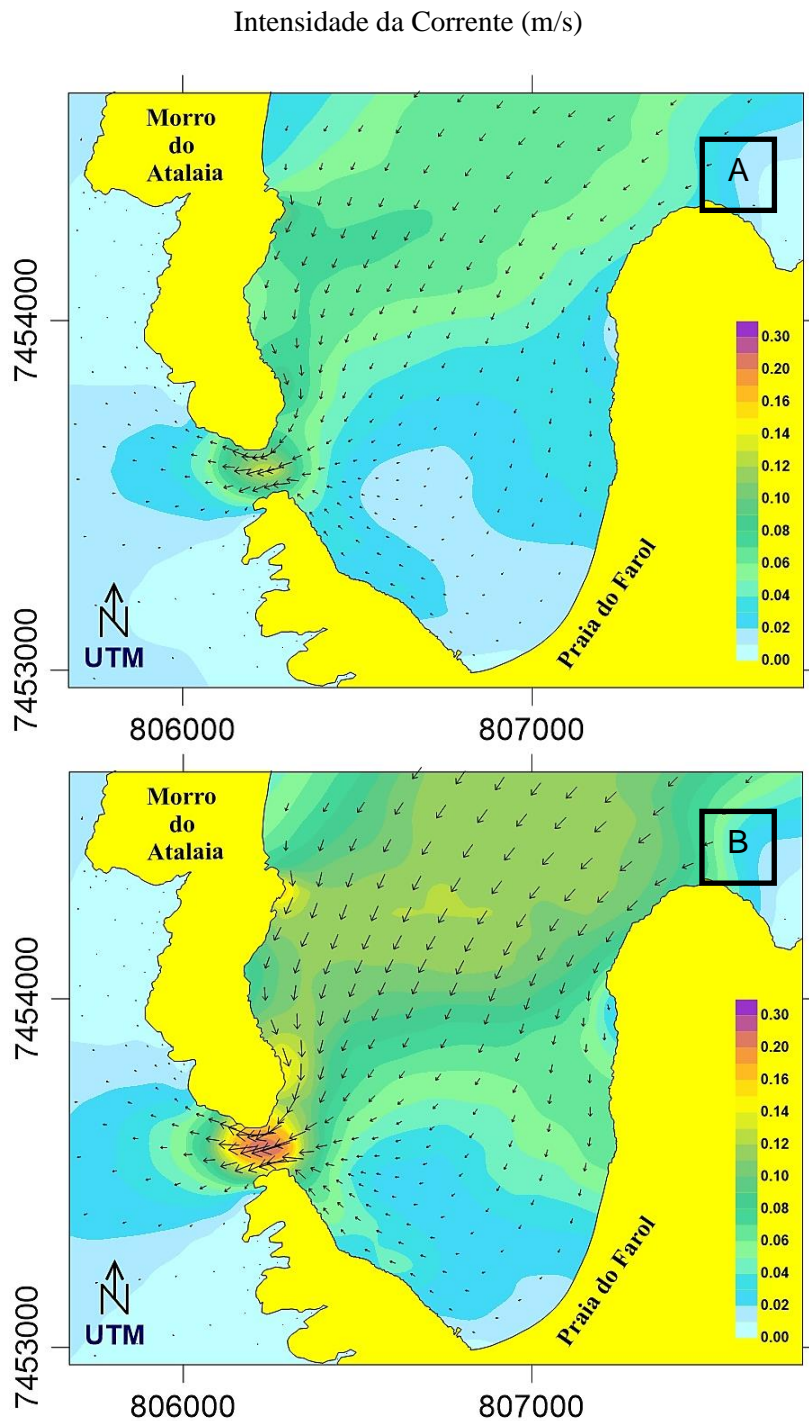 Intensidade da Corrente (m/s)
Morro
do
Atalaia
A
7454000
0.30
0.20
0.16
0.14
0.12
0.10
0.08
0.06
0.04
0.02
0.00
Praia do Farol
N
UTM
7453000
806000
807000
Morro
do
Atalaia
B
7454000
0.30
0.20
0.16
0.14
0.12
0.10
0.08
0.06
0.04
0.02
0.00
Praia do Farol
N
UTM
7453000
806000
807000